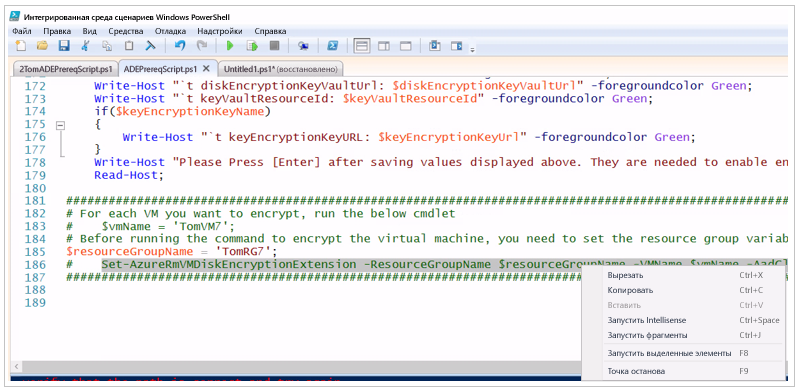 Интегрированная среда сценариев Windows PowerShell
Файл Правка Вид Средства Отладка Надстройки Справка
2TomADEPrereqScript.ps1 ADEPrereqScript.ps1 X Untitled1.ps1* (восстановлено)
172 Write-Host "`t diskEncryptionKeyVaultUrl: $diskEncryptionKeyVaultUrl" -foregroundcolor Green;
173 Write-Host "`t keyVaultResourceId: $keyVaultResourceId" -foregroundcolor Green;
174 if($keyEncryptionKeyName)
175 {
176 Write-Host "`t keyEncryptionKeyURL: $keyEncryptionKeyUrl" -foregroundcolor Green;
177 }
178 Write-Host "Please Press [Enter] after saving values displayed above. They are needed to enable en
179 Read-Host;
180
181 ################################################################################
182 # For each VM you want to encrypt, run the below cmdlet
183 # $vmName = 'TomVM7';
184 # Before running the command to encrypt the virtual machine, you need to set the resource group variab
185 $resourceGroupName = 'TomRG7';
186 # Set-AzureRmVMDiskEncryptionExtension -ResourceGroupName $resourceGroupName -VMName $vmName -AadCl
187 ################################################################################
188
189
Вырезать Ctrl+X
Копировать Ctrl+C
Вставить Ctrl+V
Запустить Intellisense Ctrl+Space
Запустить фрагменты Ctrl+J
Запустить выделенные элементы F8
Точка останова F9